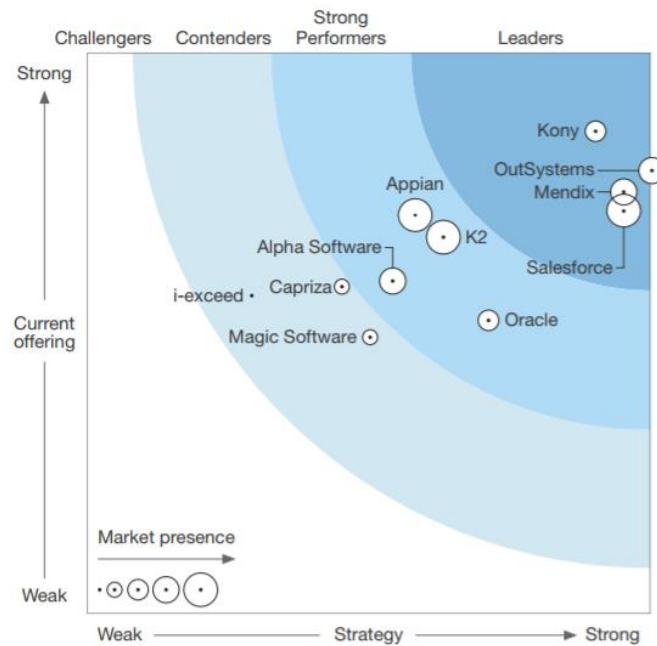 Challengers
Contenders
Strong
Performers
Leaders
Strong
Kony
OutSystems
Mendix
Appian
K2
Alpha Software
Salesforce
Capriza
i-exceed
Oracle
Current
offering
Magic Software
Market presence
Weak
Weak
Strategy
Strong